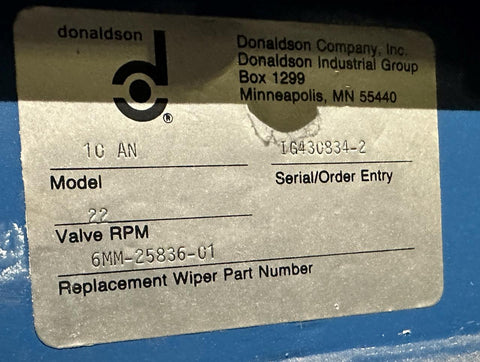 donaldson
d
®
Donaldson Company, Inc.
Donaldson Industrial Group
Box 1299
Minneapolis, MN 55440
10 AN
Model
IG430834-2
Serial/Order Entry
22
Valve RPM
6MM-25836-01
Replacement Wiper Part Number